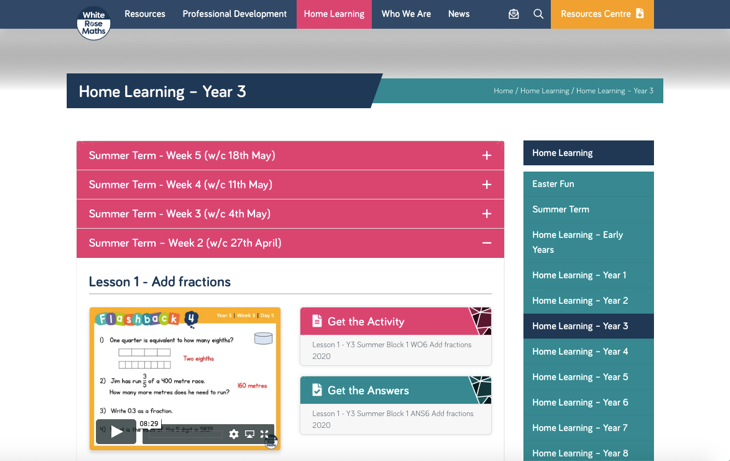 White
Rose
Maths
Resources
Professional Development
Home Learning
Who We Are
News
Resources Centre
Home Learning – Year 3
Home / Home Learning / Home Learning – Year 3
Summer Term - Week 5 (w/c 18th May)
Summer Term - Week 4 (w/c 11th May)
Summer Term - Week 3 (w/c 4th May)
Summer Term – Week 2 (w/c 27th April)
Lesson 1 - Add fractions
Flashback 4
Year 3 | Week 3 | Day 5
1) One quarter is equivalent to how many eighths?
Two eighths
2) Jim has run 3/5 of a 400 metre race.
How many more metres does he need to run?
160 metres
3) Write 0.3 as a fraction.
08:29
Get the Activity
Lesson 1 - Y3 Summer Block 1 WO6 Add fractions
2020
Get the Answers
Lesson 1 - Y3 Summer Block 1 ANS6 Add fractions
2020
Home Learning
Easter Fun
Summer Term
Home Learning – Early
Years
Home Learning – Year 1
Home Learning – Year 2
Home Learning – Year 3
Home Learning – Year 4
Home Learning – Year 5
Home Learning – Year 6
Home Learning – Year 7
Home Learning – Year 8